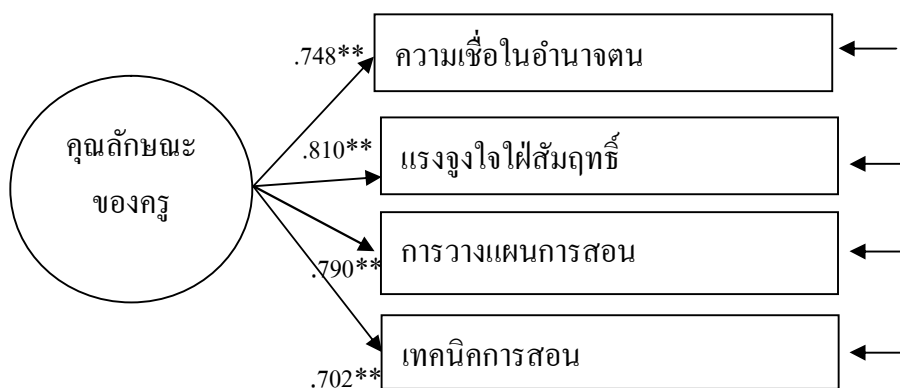 .748**
ความเชื่อในอำนาจตน
คุณลักษณะ
ของครู
.810**
แรงจูงใจใฝ่สัมฤทธิ์
.790**
การวางแผนการสอน
.702**
เทคนิคการสอน